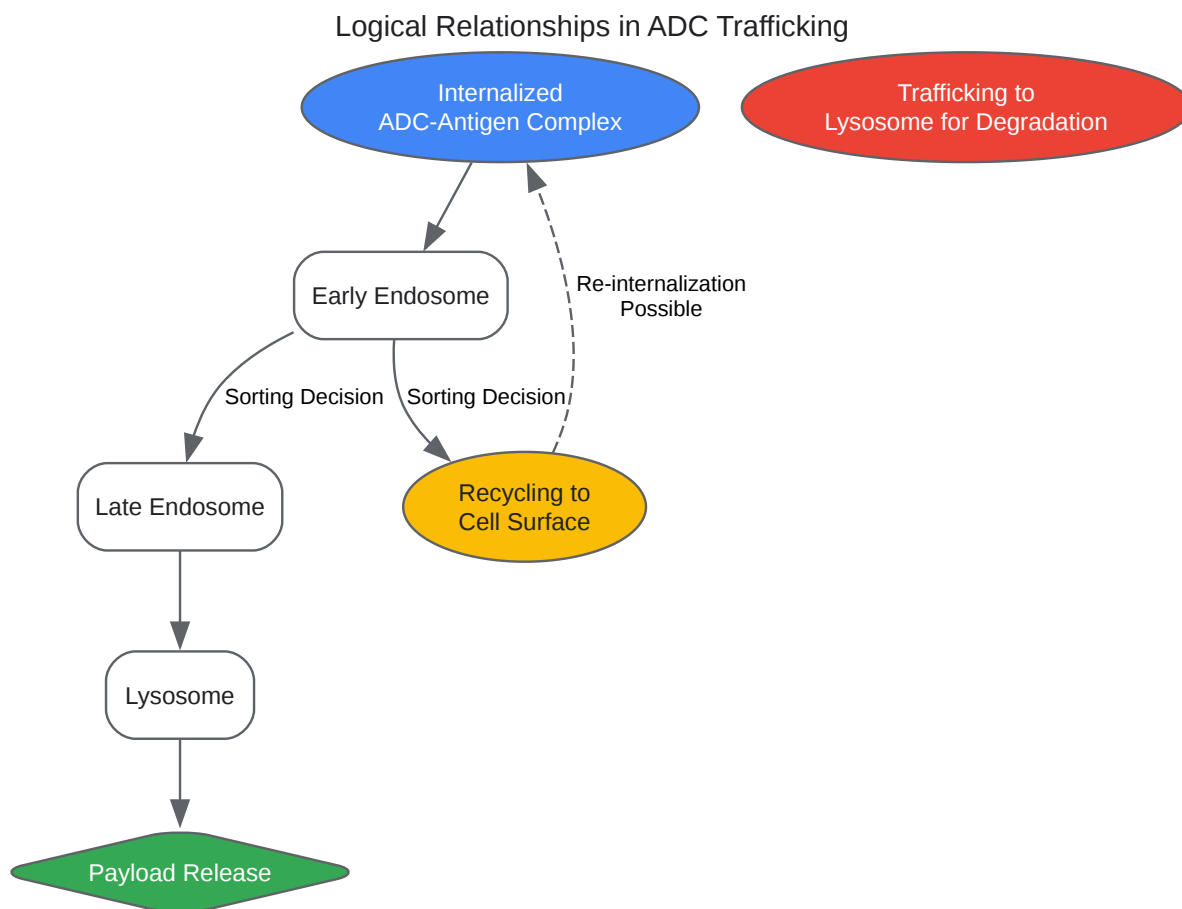 Logical Relationships in ADC Trafficking
Internalized
ADC-Antigen Complex
Trafficking to
Lysosome for Degradation
Early Endosome
Re-internalization
Possible
Sorting Decision
Sorting Decision
Late Endosome
Recycling to
Cell Surface
Lysosome
Payload Release